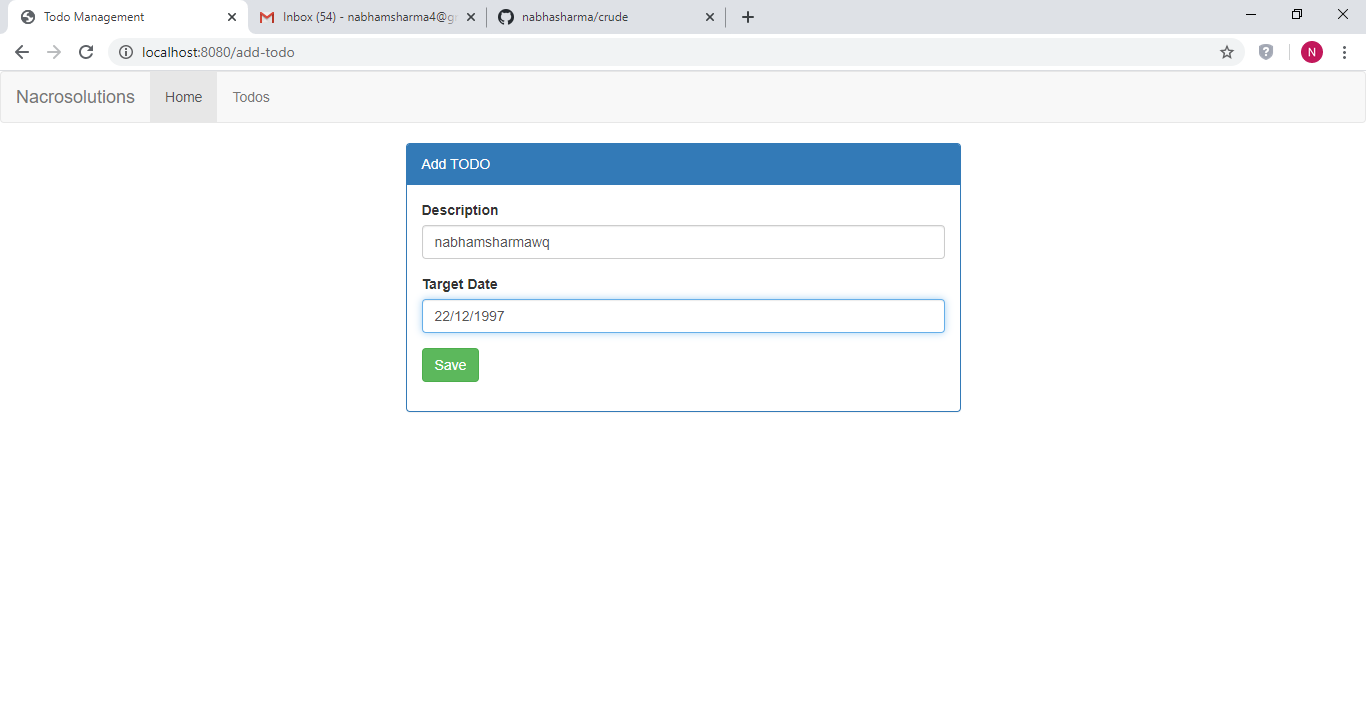 Todo Management
Inbox (54) - nabhamsharma4@g
nabhasharma/crude
localhost:8080/add-todo
N
Nacrosolutions Home Todos
Add TODO
Description
nabhamsharmawq
Target Date
22/12/1997
Save